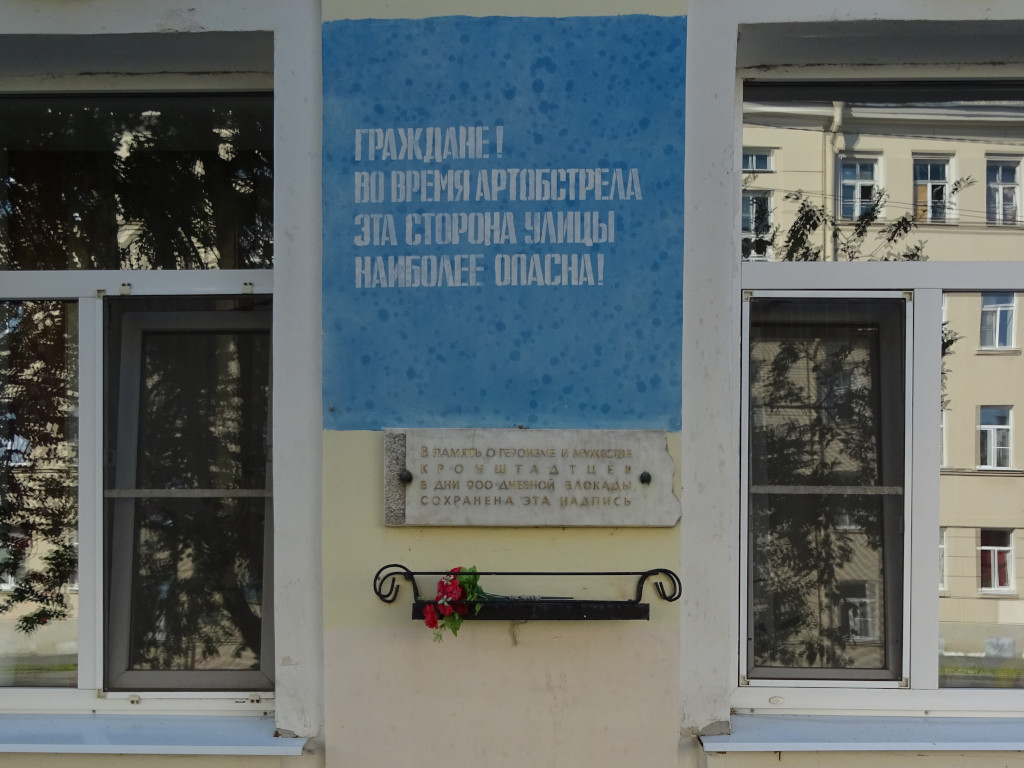 ГРАЖДАНЕ!
ВО ВРЕМЯ АРТОБСТРЕЛА
ЭТА СТОРОНА УЛИЦЫ
НАИБОЛЕЕ ОПАСНА!
В ПАМЯТЬ О ГЕРОИЗМЕ И МУЖЕСТВЕ
КРОНШТАДТЦЕВ
В ДНИ 900-ДНЕВНОЙ БЛОКАДЫ
СОХРАНЕНА ЭТА НАДПИСЬ